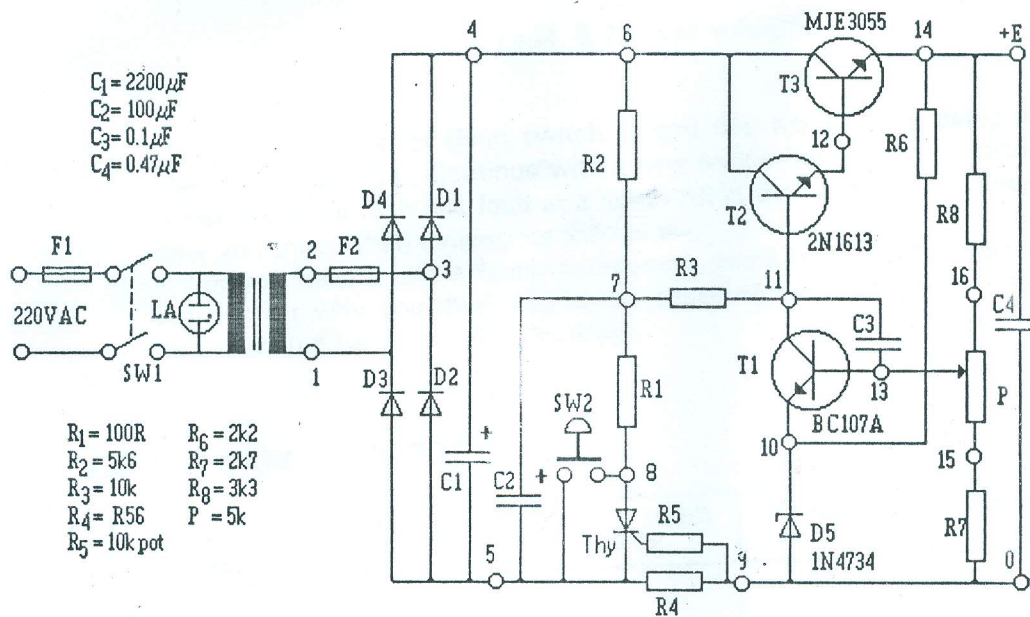 MJE3055
4
6
14
+E
C1 = 2200μF
C2 = 100μF
C3 = 0.1μF
C4 = 0.47μF
T3
12
R2
R6
D4
D1
T2
R8
2N1613
F1
2
F2
3
R3
11
16
7
C4
220VAC
LA
C3
SW1
1
D3
D2
R1
T1
13
P
SW2
BC107A
R1 = 100R
R6 = 2k2
R2 = 5k6
R7 = 2k7
R3 = 10k
R8 = 3k3
R4 = R56
P = 5k
R5 = 10k pot
+
C1
C2
+
8
10
15
R5
D5
R7
Thy
1N4734
5
9
0
R4